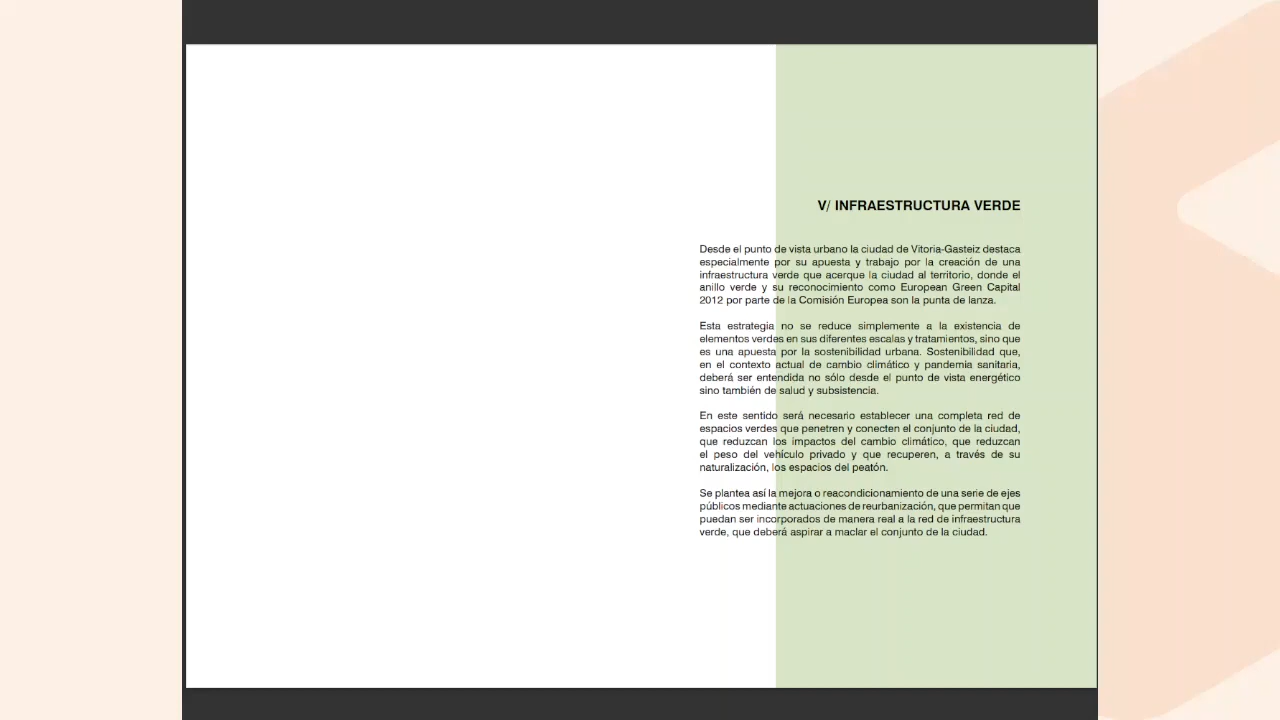 V/ INFRAESTRUCTURA VERDE
Desde el punto de vista urbano la ciudad de Vitoria-Gasteiz destaca
especialmente por su apuesta y trabajo por la creación de una
infraestructura verde que acerque la ciudad al territorio, donde el
anillo verde y su reconocimiento como European Green Capital
2012 por parte de la Comisión Europea son la punta de lanza.
Esta estrategia no se reduce simplemente a la existencia de
elementos verdes en sus diferentes escalas y tratamientos, sino que
es una apuesta por la sostenibilidad urbana. Sostenibilidad que,
en el contexto actual de cambio climático y pandemia sanitaria,
deberá ser entendida no sólo desde el punto de vista energético
sino también de salud y subsistencia.
En este sentido será necesario establecer una completa red de
espacios verdes que penetren y conecten el conjunto de la ciudad,
que reduzcan los impactos del cambio climático, que reduzcan
el peso del vehículo privado y que recuperen, a través de su
naturalización, los espacios del peatón.
Se plantea así la mejora o reacondicionamiento de una serie de ejes
públicos mediante actuaciones de reurbanización, que permitan que
puedan ser incorporados de manera real a la red de infraestructura
verde, que deberá aspirar a maclar el conjunto de la ciudad.